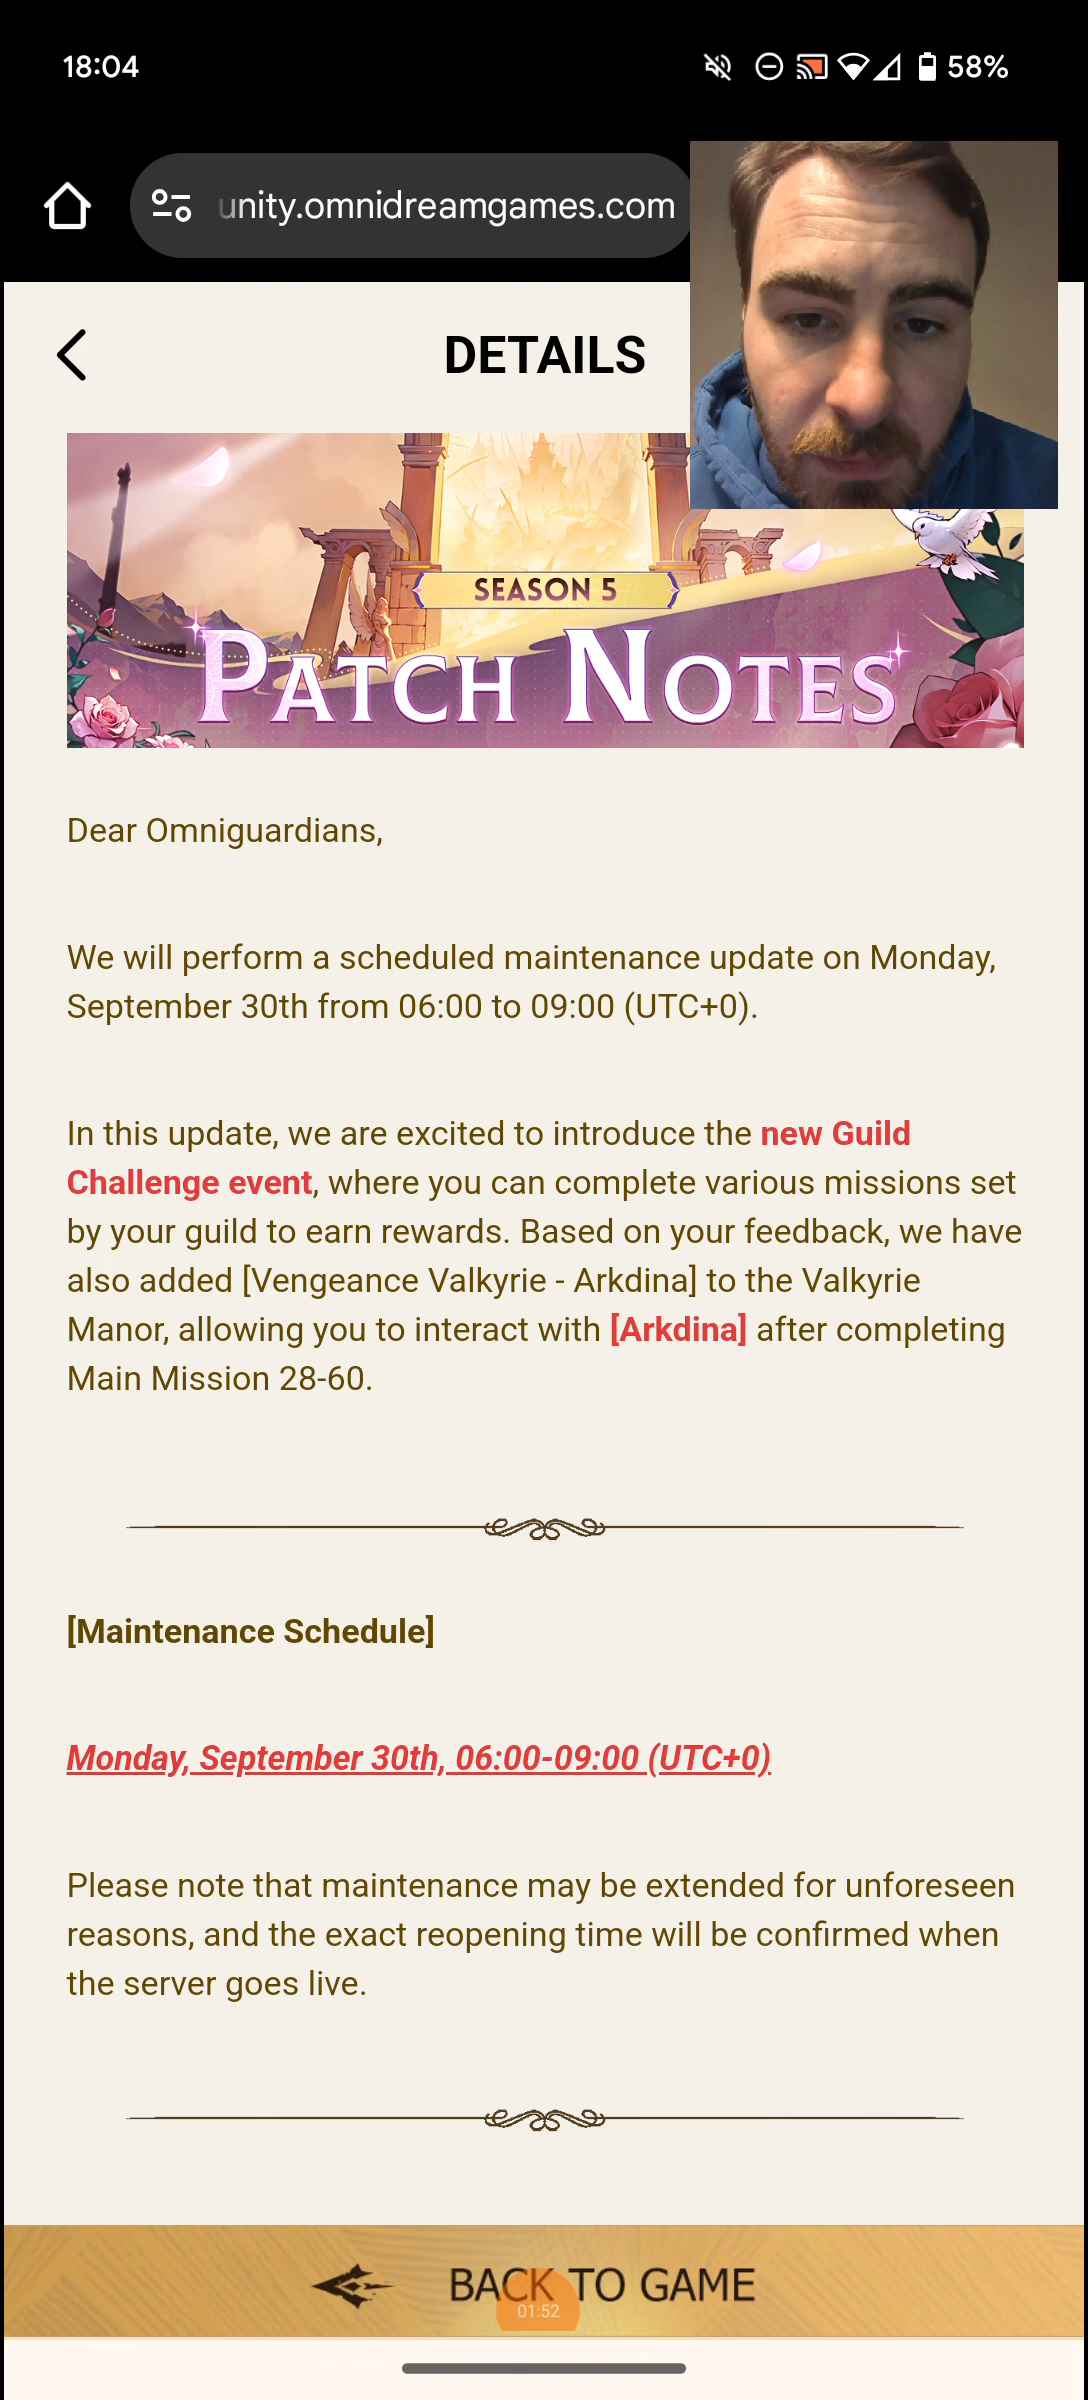 18:04
58%
unity.omnidreamgames.com
DETAILS
SEASON 5
PATCH NOTES
Dear Omniguardians,
We will perform a scheduled maintenance update on Monday,
September 30th from 06:00 to 09:00 (UTC+0).
In this update, we are excited to introduce the new Guild
Challenge event, where you can complete various missions set
by your guild to earn rewards. Based on your feedback, we have
also added [Vengeance Valkyrie - Arkdina] to the Valkyrie
Manor, allowing you to interact with [Arkdina] after completing
Main Mission 28-60.
[Maintenance Schedule]
Monday, September 30th, 06:00-09:00 (UTC+0)
Please note that maintenance may be extended for unforeseen
reasons, and the exact reopening time will be confirmed when
the server goes live.
BACK TO GAME
01:52